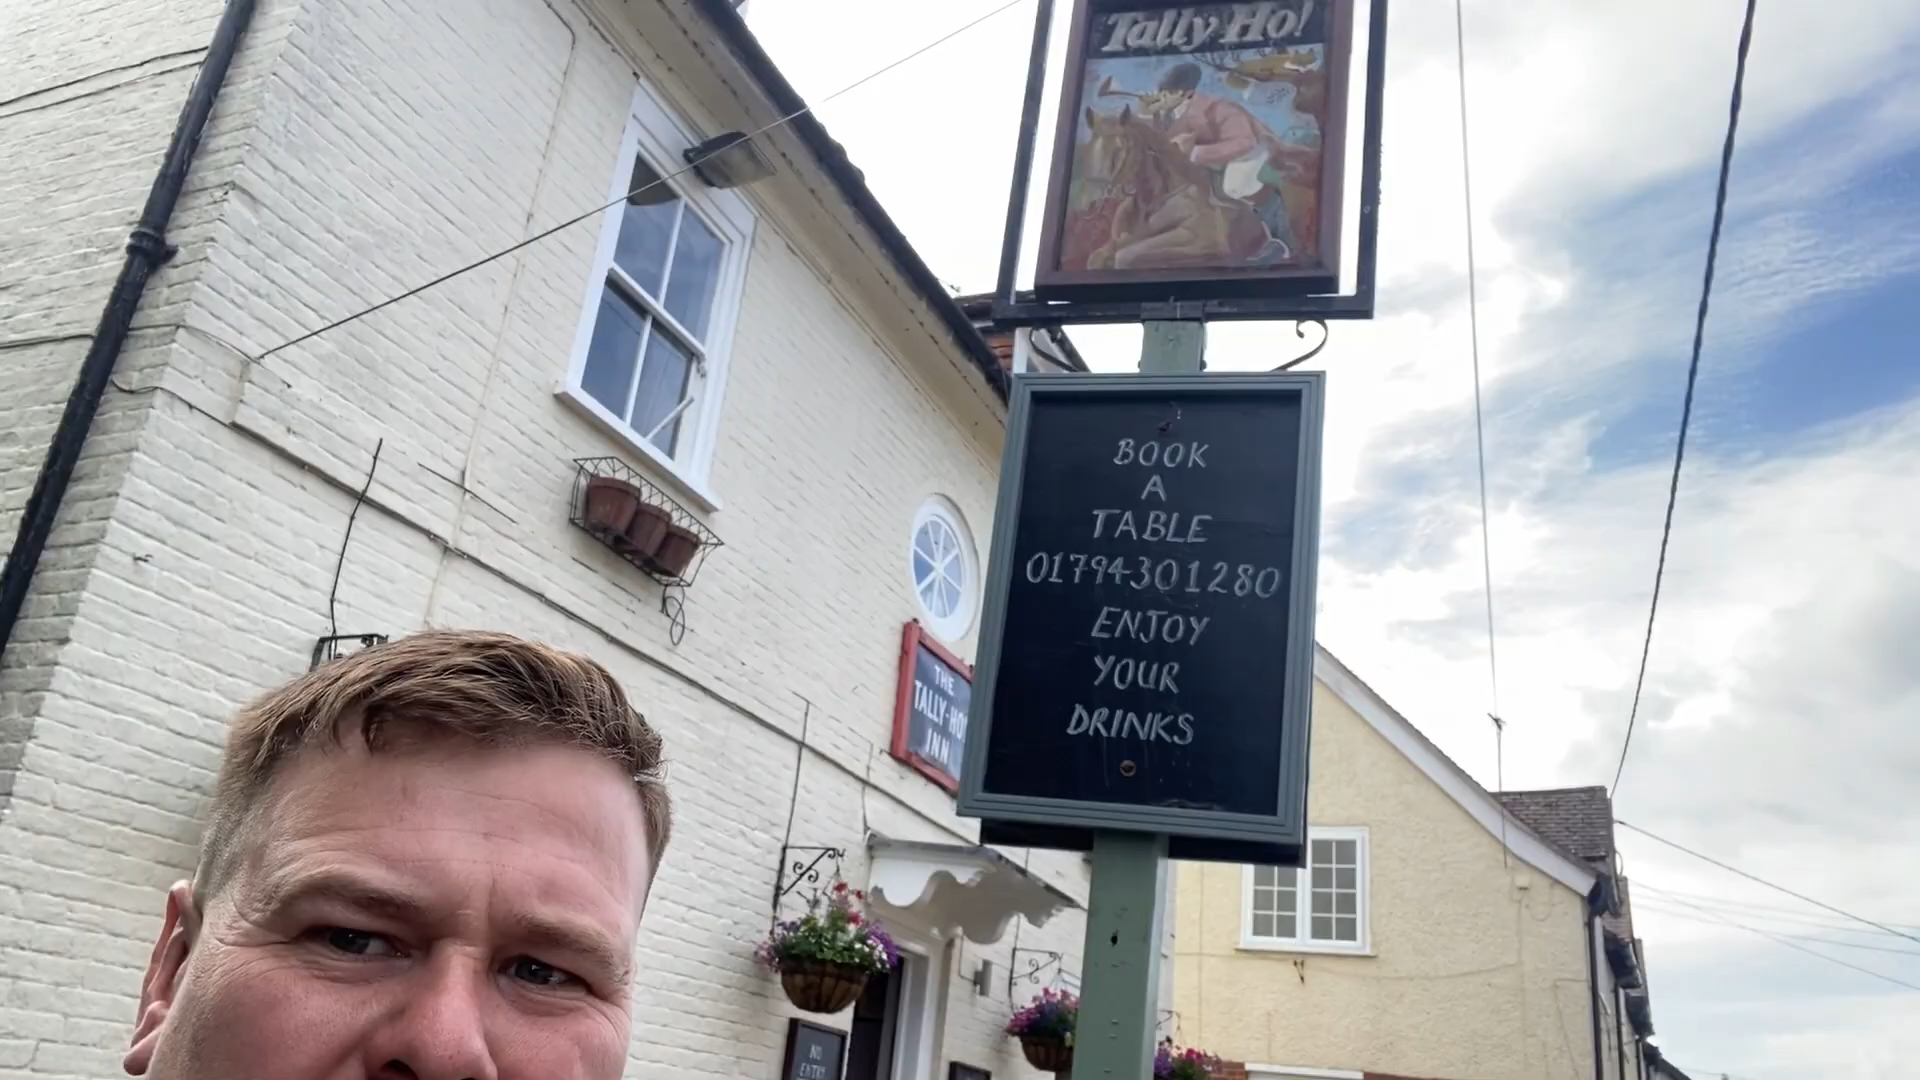 Tally Ho!
BOOK
A
TABLE
01794301280
ENJOY
YOUR
DRINKS
THE
TALLY-HO
INN
NO
ENTRY